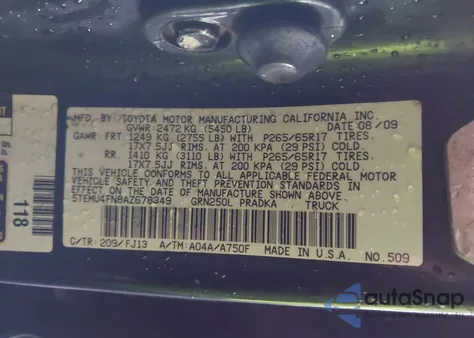 MFD. BY TOYOTA MOTOR MANUFACTURING CALIFORNIA INC.
GVWR: 2472 KG (5450 LB) DATE 08/09
GAWR: FRT 1249 KG (2755 LB) WITH P265/65R17 TIRES.
17X7.5JJ RIMS. AT 200 KPA (29 PSI) COLD.
RR. 1410 KG (3110 LB) WITH P265/65R17 TIRES.
17X7.5JJ RIMS. AT 200 KPA (29 PSI) COLD.
THIS VEHICLE CONFORMS TO ALL APPLICABLE FEDERAL MOTOR
VEHICLE SAFETY, AND THEFT PREVENTION STANDARDS IN
EFFECT ON THE DATE OF MANUFACTURE SHOWN ABOVE.
5TEMU4FN8AZ678349 GRN250L PRADKA TRUCK
C/TR: 209/FJ13 A/TM: A04A/A750F MADE IN U.S.A. NO. 509
118
autoSnap